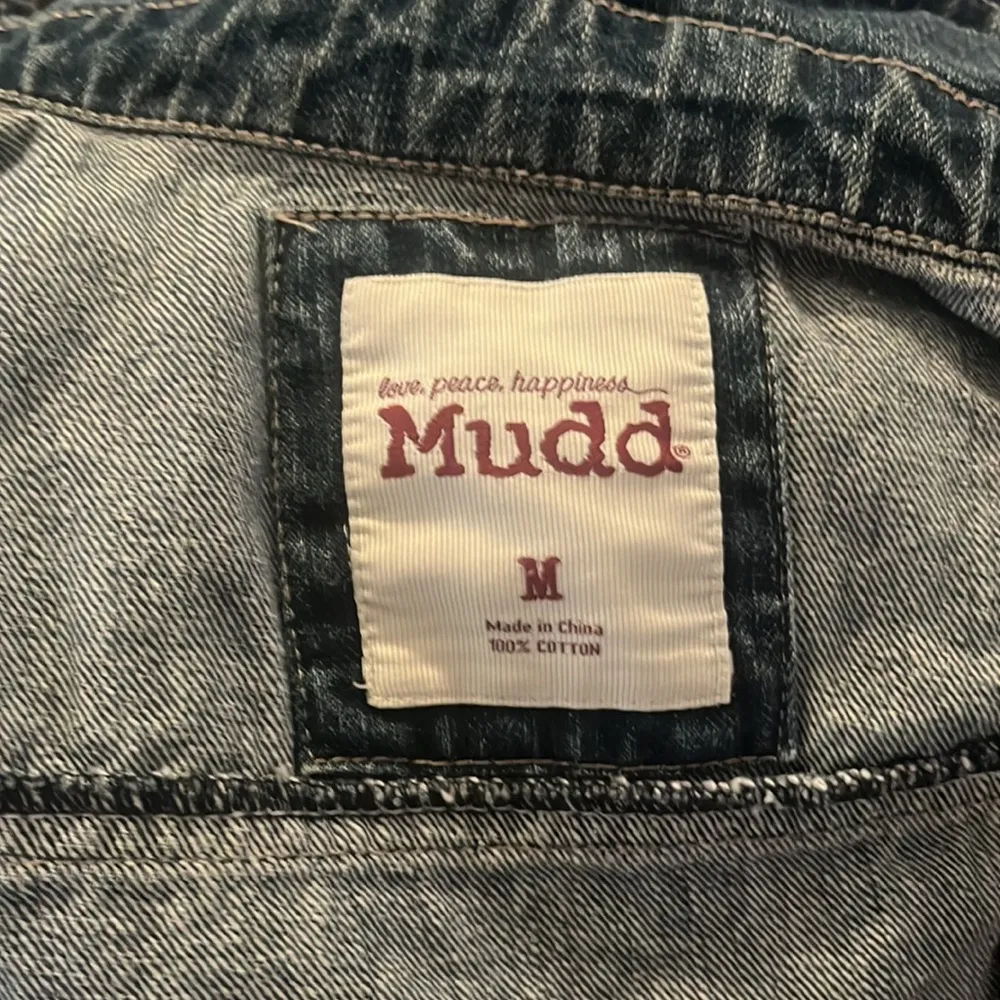 love. peace. happiness
Mudd®
M
Made in China
100% COTTON